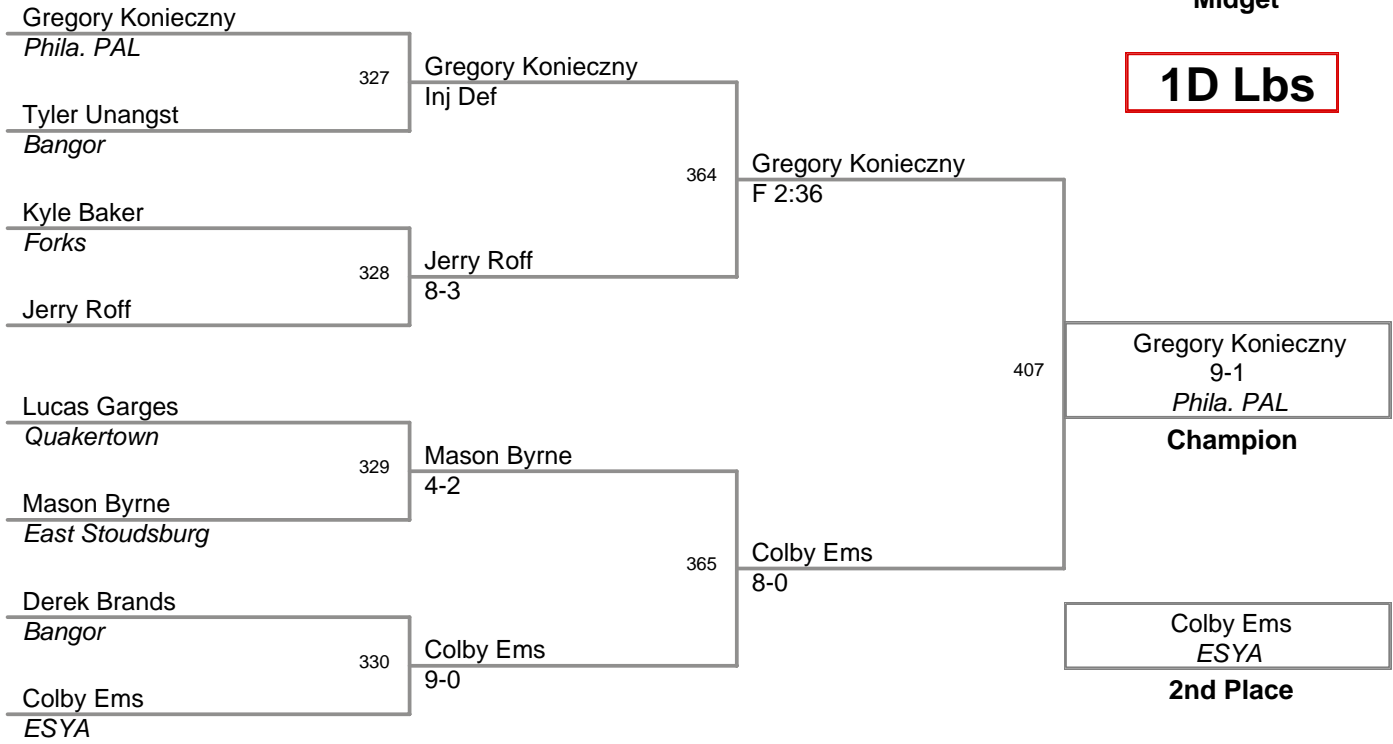 Midget
1D Lbs
Gregory Konieczny
Phila. PAL
327
Tyler Unangst
Bangor
Gregory Konieczny
Inj Def
Kyle Baker
Forks
328
Jerry Roff
Jerry Roff
8-3
364
Gregory Konieczny
F 2:36
Lucas Garges
Quakertown
329
Mason Byrne
East Stoudsburg
Mason Byrne
4-2
Derek Brands
Bangor
330
Colby Ems
ESYA
Colby Ems
9-0
365
Colby Ems
8-0
407
Gregory Konieczny
9-1
Phila. PAL
Champion
Colby Ems
ESYA
2nd Place